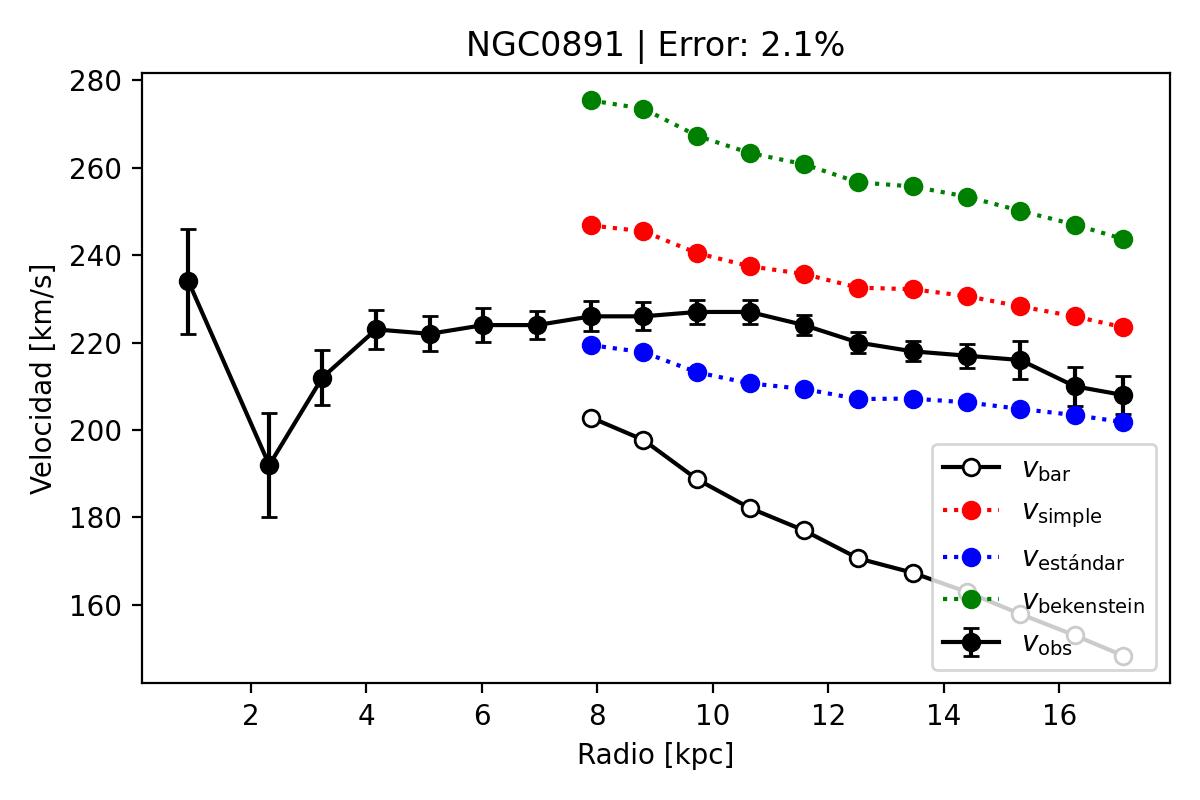 NGC0891 | Error: 2.1%
280
260
240
220
200
180
160
Velocidad [km/s]
v_bar
v_simple
v_estándar
v_bekenstein
v_obs
2 4 6 8 10 12 14 16
Radio [kpc]